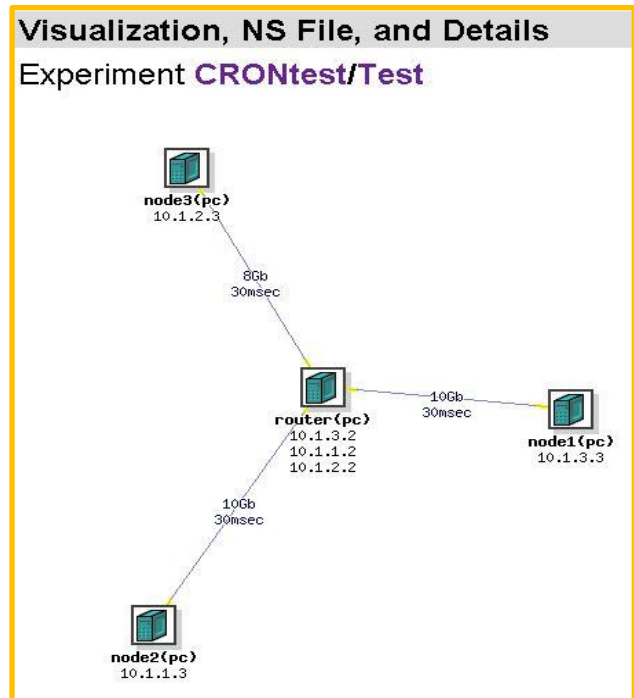 Visualization, NS File, and Details
Experiment CRONtest/Test
node3(pc)
10.1.2.3
8Gb
30msec
router(pc)
10.1.3.2
10.1.1.2
10.1.2.2
10Gb
30msec
node1(pc)
10.1.3.3
10Gb
30msec
node2(pc)
10.1.1.3